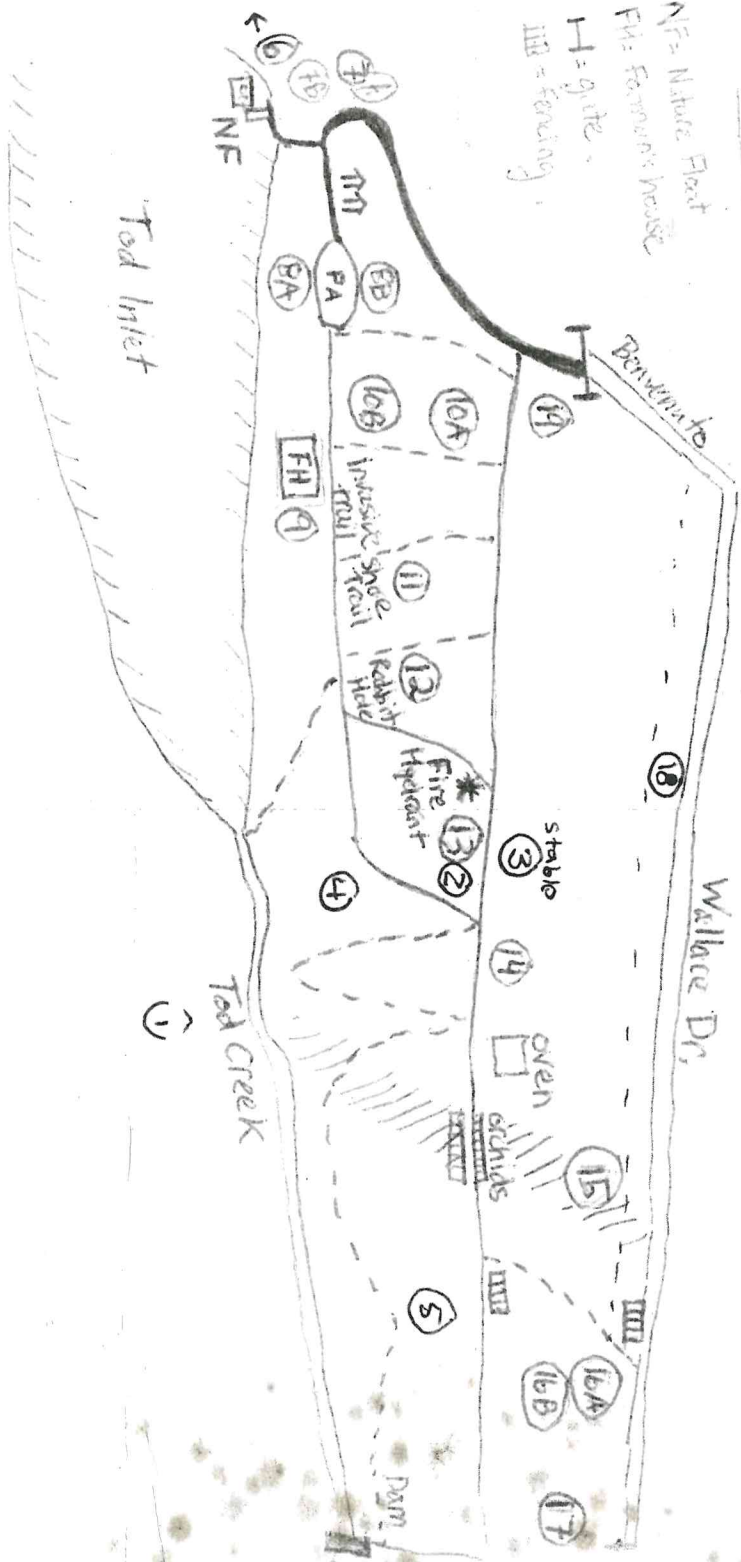 NF = Nature Float
FH = Farmun's house
H = gate.
= fencing.
Benvenuto
Wallace Dr,
← 6
7A
7B
NF
8A
PA
8B
19
10A
10B
FH
9
Invasive trail
shore trail
11
12
Rabbit Hole
Fire Hydrant
*
13
2
3
stable
18
4
14
oven
orchids
15
5
16A
16B
17
Dam
Tod Inlet
Tod Creek
1